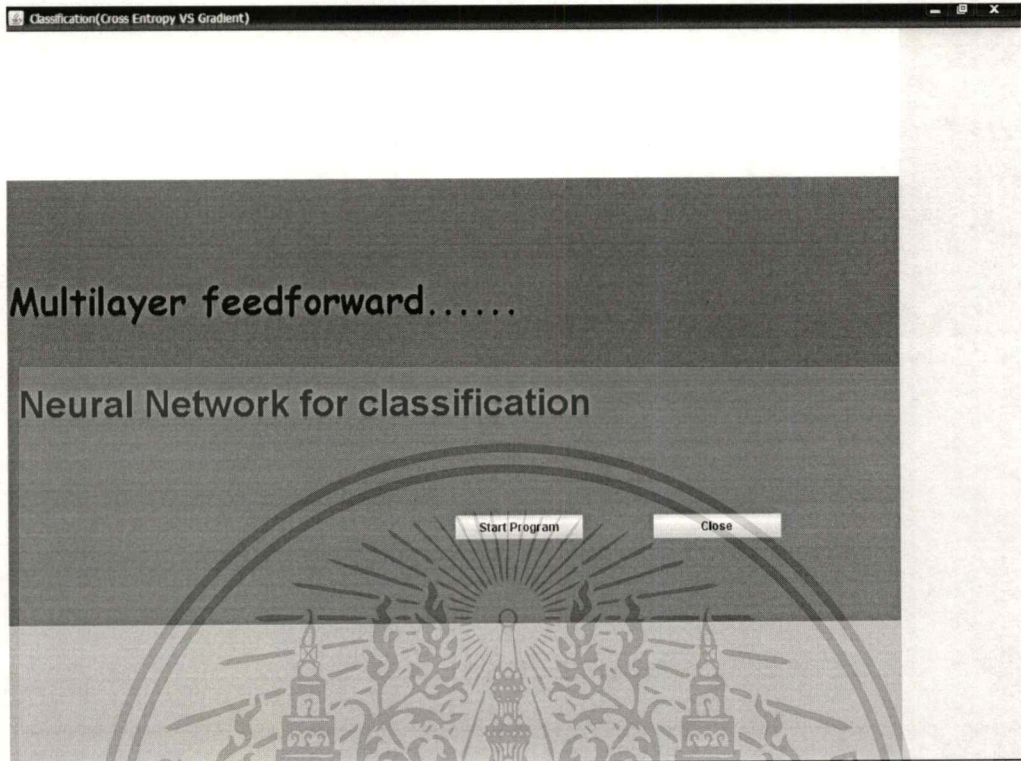 Classification(Cross Entropy VS Gradient)
Multilayer feedforward......
Neural Network for classification
Start Program
Close